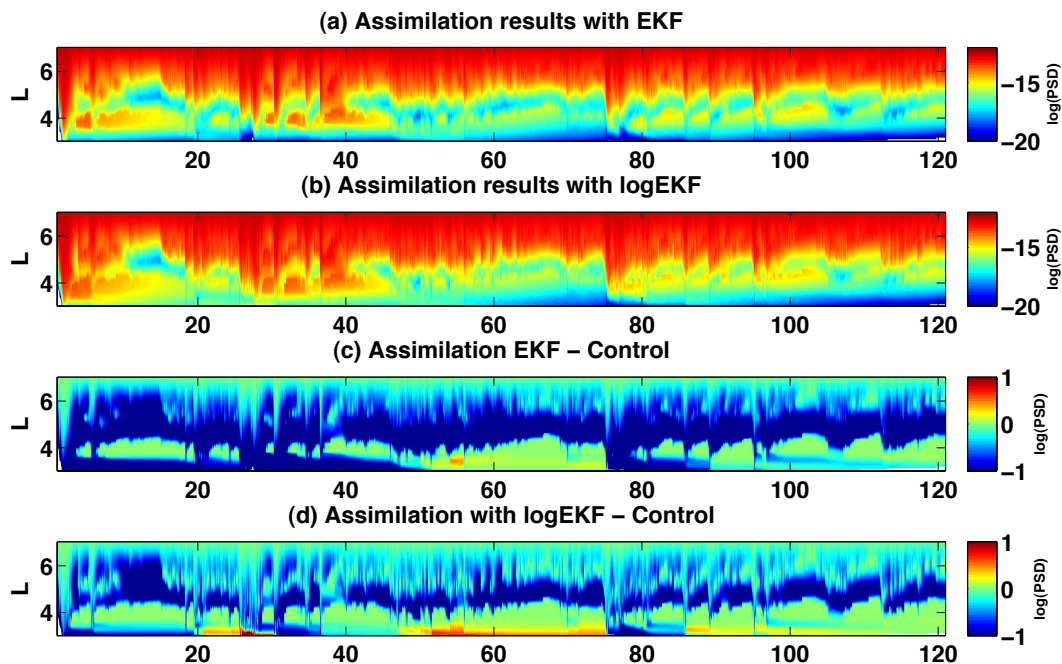 (a) Assimilation results with EKF
6
4
L
20 40 60 80 100 120
−15
−20
log(PSD)
(b) Assimilation results with logEKF
6
4
L
20 40 60 80 100 120
−15
−20
log(PSD)
(c) Assimilation EKF − Control
6
4
L
20 40 60 80 100 120
1
0
−1
log(PSD)
(d) Assimilation with logEKF − Control
6
4
L
20 40 60 80 100 120
1
0
−1
log(PSD)